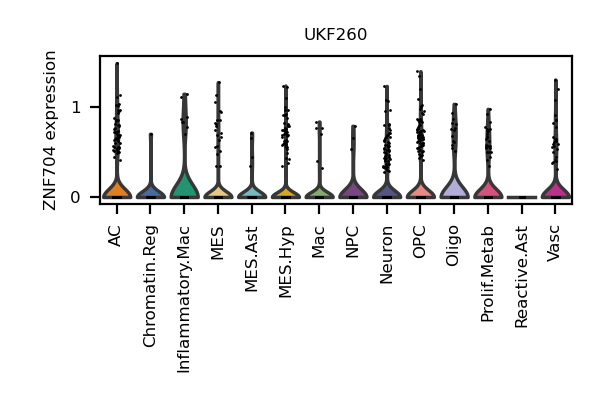 UKF260
ZNF704 expression
1
0
AC
Chromatin.Reg
Inflammatory.Mac
MES
MES.Ast
MES.Hyp
Mac
NPC
Neuron
OPC
Oligo
Prolif.Metab
Reactive.Ast
Vasc